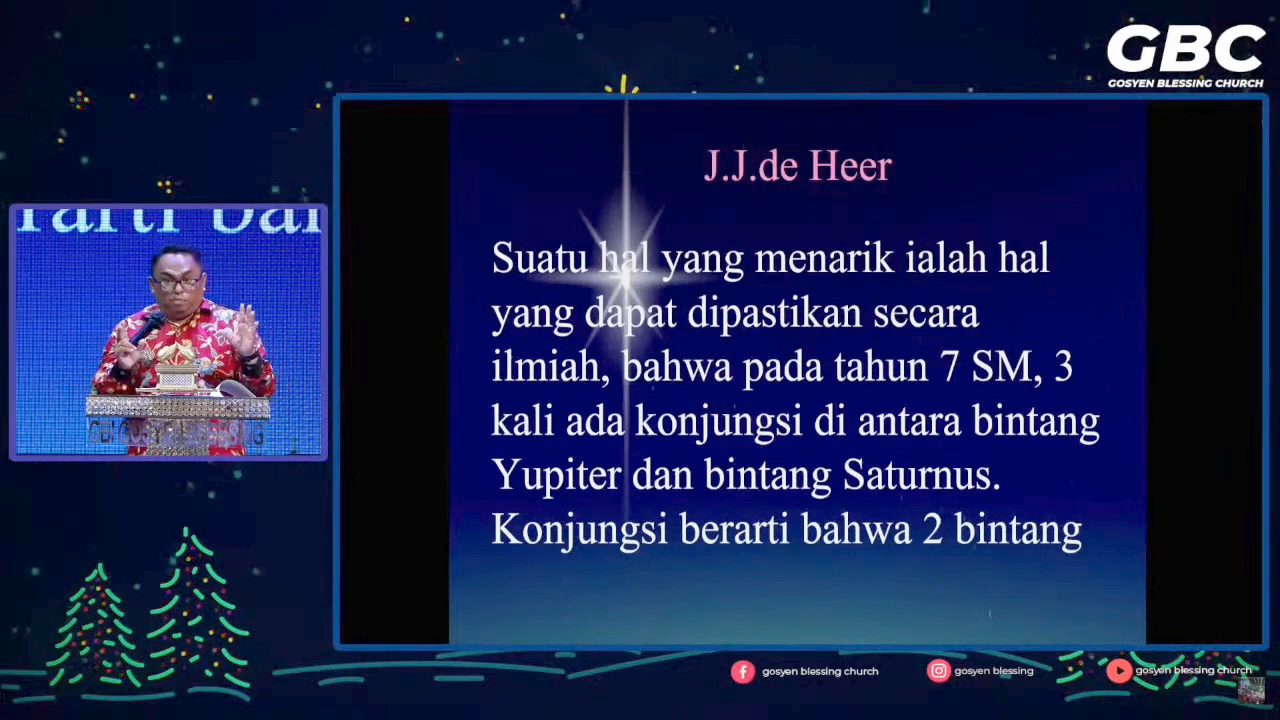 GBC
GOSYEN BLESSING CHURCH
J.J.de Heer
Suatu hal yang menarik ialah hal
yang dapat dipastikan secara
ilmiah, bahwa pada tahun 7 SM, 3
kali ada konjungsi di antara bintang
Yupiter dan bintang Saturnus.
Konjungsi berarti bahwa 2 bintang
gosyen blessing church
gosyen blessing
gosyen blessing church